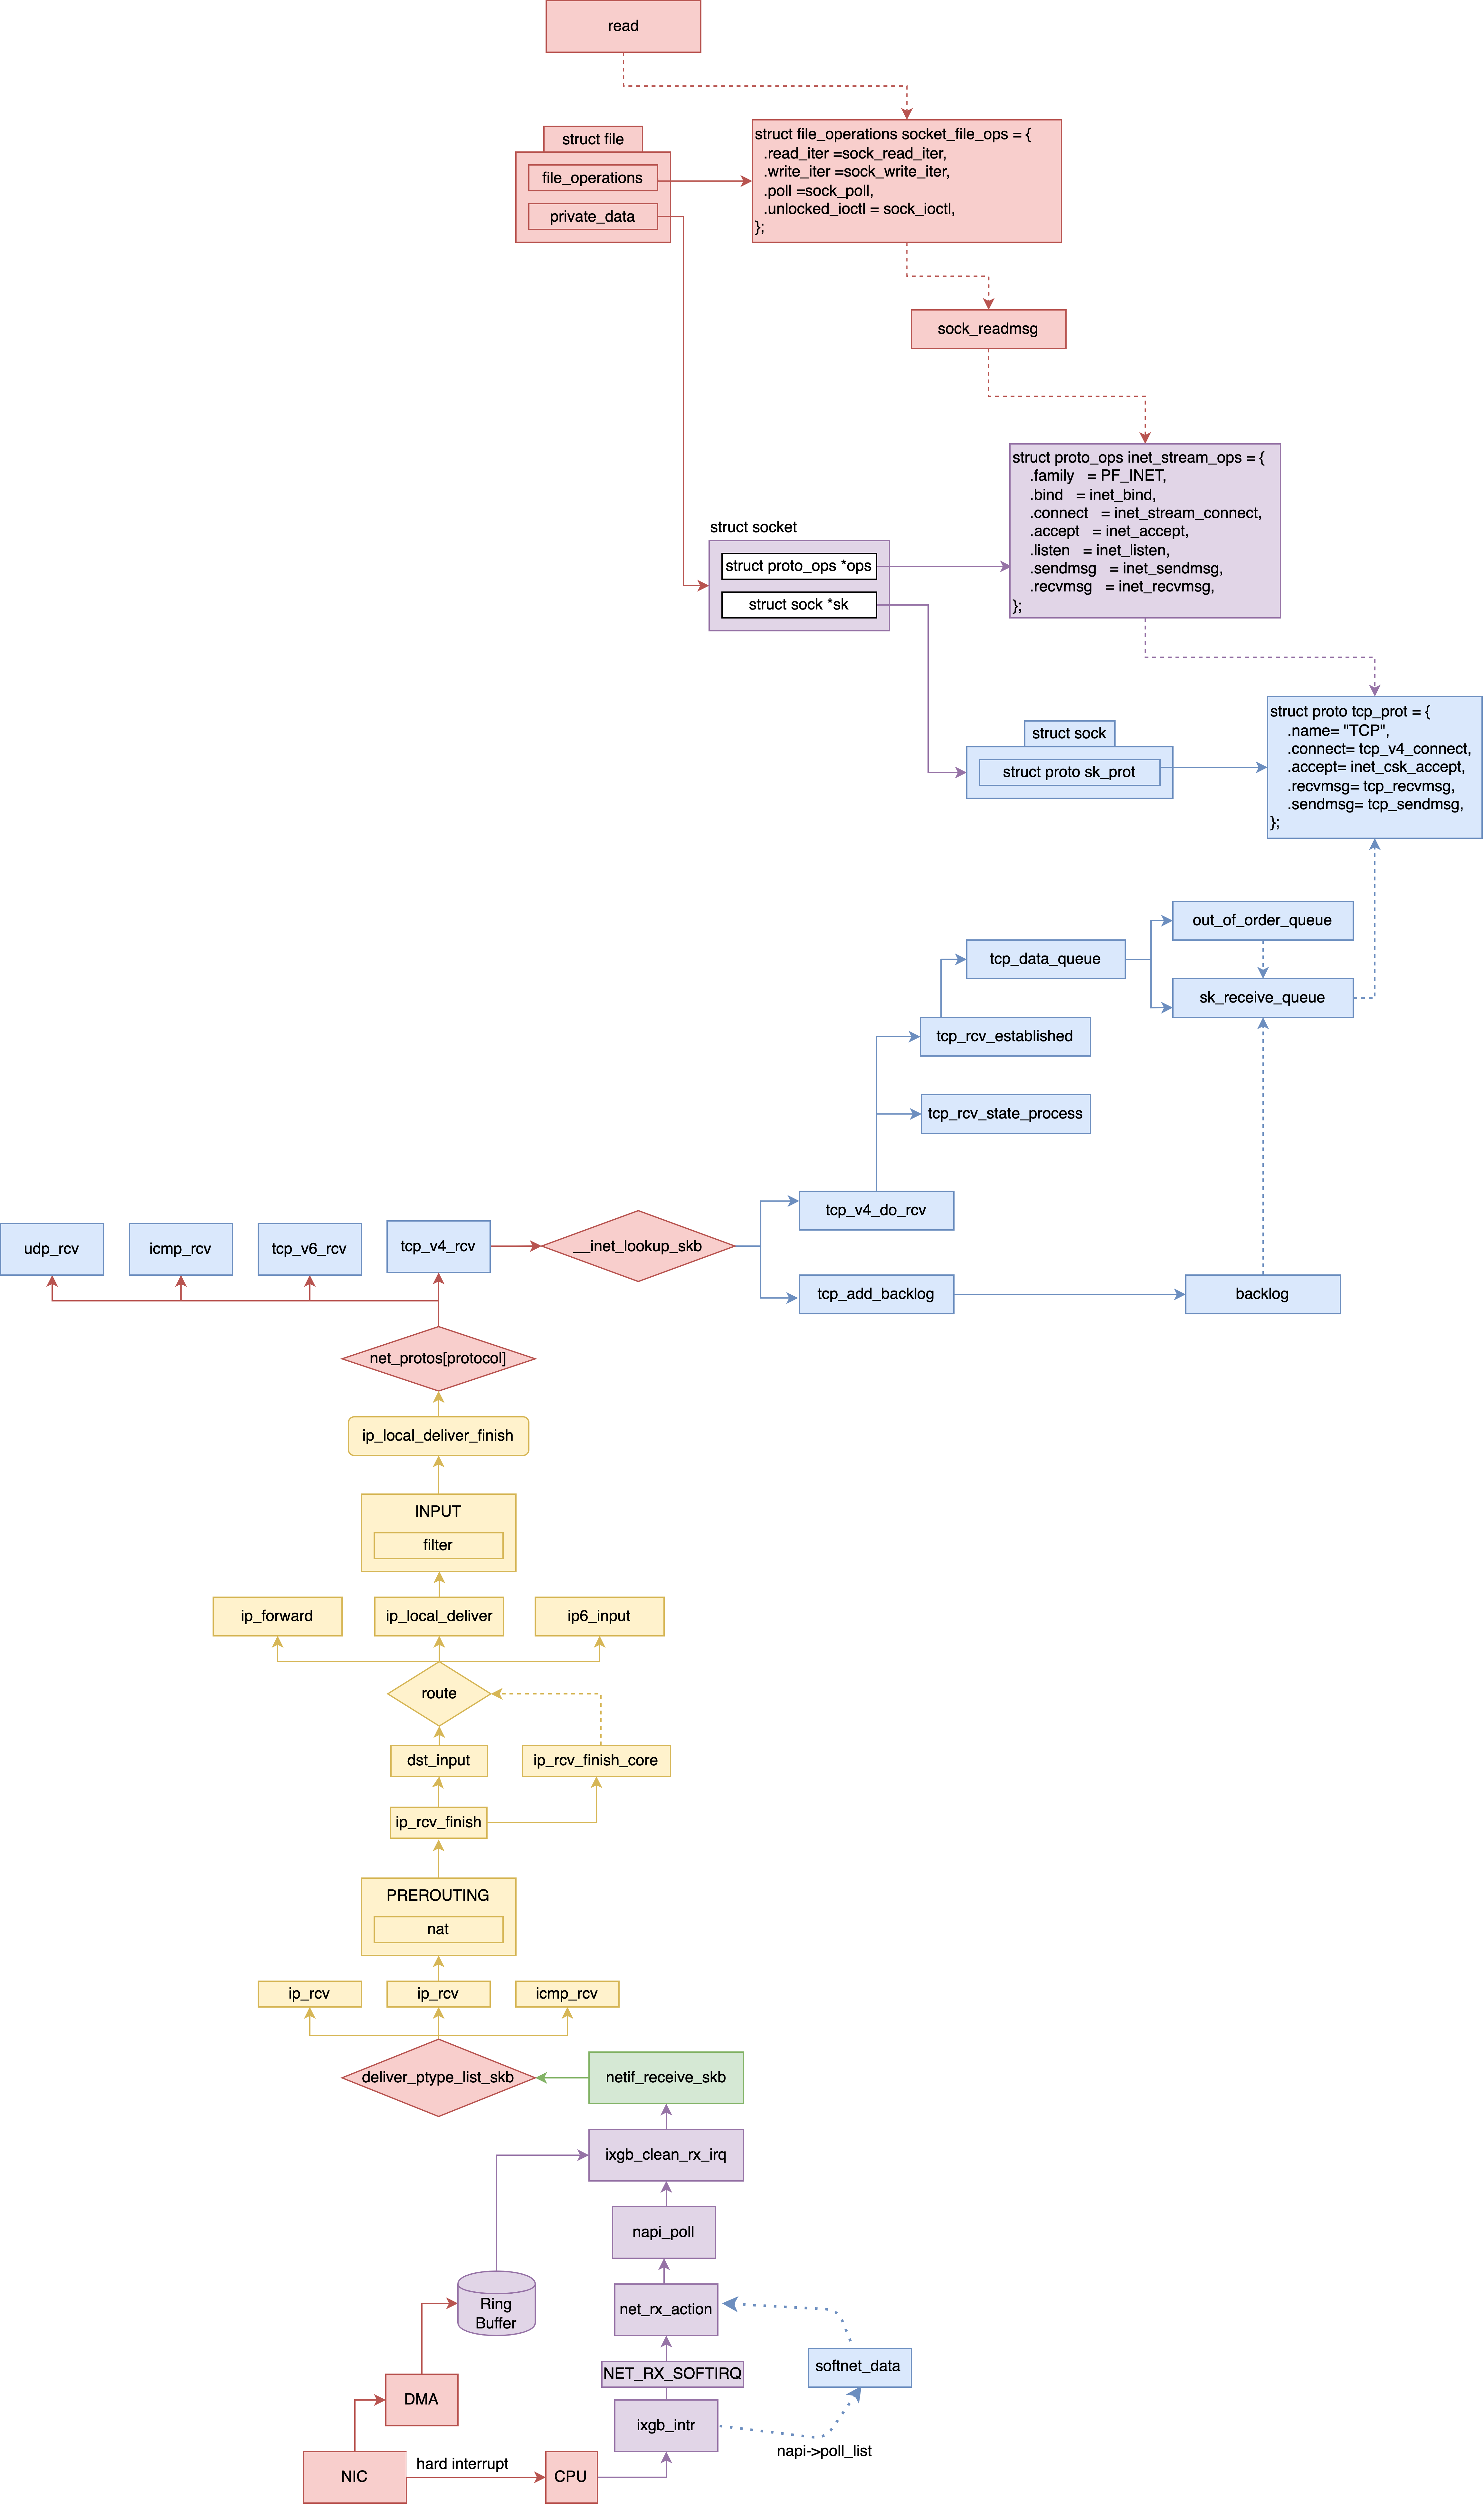 read
struct file
file_operations
private_data
struct file_operations socket_file_ops = {
.read_iter =sock_read_iter,
.write_iter =sock_write_iter,
.poll =sock_poll,
.unlocked_ioctl = sock_ioctl,
};
sock_readmsg
struct proto_ops inet_stream_ops = {
.family = PF_INET,
.bind = inet_bind,
.connect = inet_stream_connect,
.accept = inet_accept,
.listen = inet_listen,
.sendmsg = inet_sendmsg,
.recvmsg = inet_recvmsg,
};
struct socket
struct proto_ops *ops
struct sock *sk
struct proto tcp_prot = {
.name= "TCP",
.connect= tcp_v4_connect,
.accept= inet_csk_accept,
.recvmsg= tcp_recvmsg,
.sendmsg= tcp_sendmsg,
};
struct sock
struct proto sk_prot
out_of_order_queue
tcp_data_queue
sk_receive_queue
tcp_rcv_established
tcp_rcv_state_process
tcp_v4_do_rcv
udp_rcv
icmp_rcv
tcp_v6_rcv
tcp_v4_rcv
__inet_lookup_skb
tcp_add_backlog
backlog
net_protos[protocol]
ip_local_deliver_finish
INPUT
filter
ip_forward
ip_local_deliver
ip6_input
route
dst_input
ip_rcv_finish_core
ip_rcv_finish
PREROUTING
nat
ip_rcv
ip_rcv
icmp_rcv
deliver_ptype_list_skb
netif_receive_skb
ixgb_clean_rx_irq
napi_poll
Ring
Buffer
net_rx_action
softnet_data
NET_RX_SOFTIRQ
DMA
ixgb_intr
napi->poll_list
NIC
hard interrupt
CPU